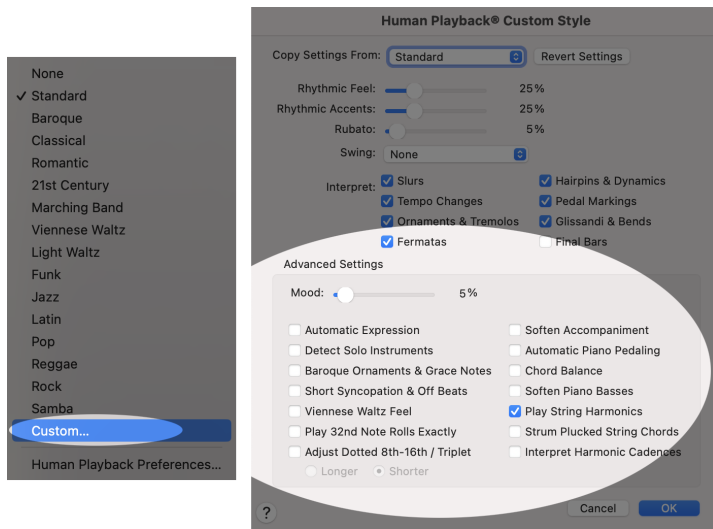 None
✓ Standard
Baroque
Classical
Romantic
21st Century
Marching Band
Viennese Waltz
Light Waltz
Funk
Jazz
Latin
Pop
Reggae
Rock
Samba
Custom...
Human Playback Preferences...
Human Playback® Custom Style
Copy Settings From: Standard Revert Settings
Rhythmic Feel: 25%
Rhythmic Accents: 25%
Rubato: 5%
Swing: None
Interpret: Slurs Hairpins & Dynamics
Tempo Changes Pedal Markings
Ornaments & Tremolos Glissandi & Bends
Fermatas Final Bars
Advanced Settings
Mood: 5%
Automatic Expression Soften Accompaniment
Detect Solo Instruments Automatic Piano Pedaling
Baroque Ornaments & Grace Notes Chord Balance
Short Syncopation & Off Beats Soften Piano Basses
Viennese Waltz Feel Play String Harmonics
Play 32nd Note Rolls Exactly Strum Plucked String Chords
Adjust Dotted 8th-16th / Triplet Interpret Harmonic Cadences
Longer Shorter
? Cancel OK